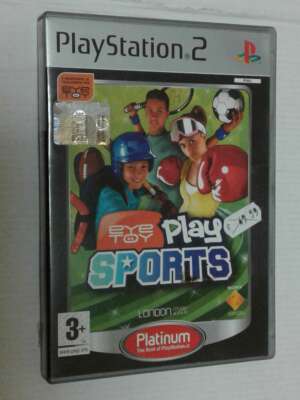 PlayStation®2
EYE
TOY
Play
SPORTS
LONDON
3+
Platinum
The Best of PlayStation®2